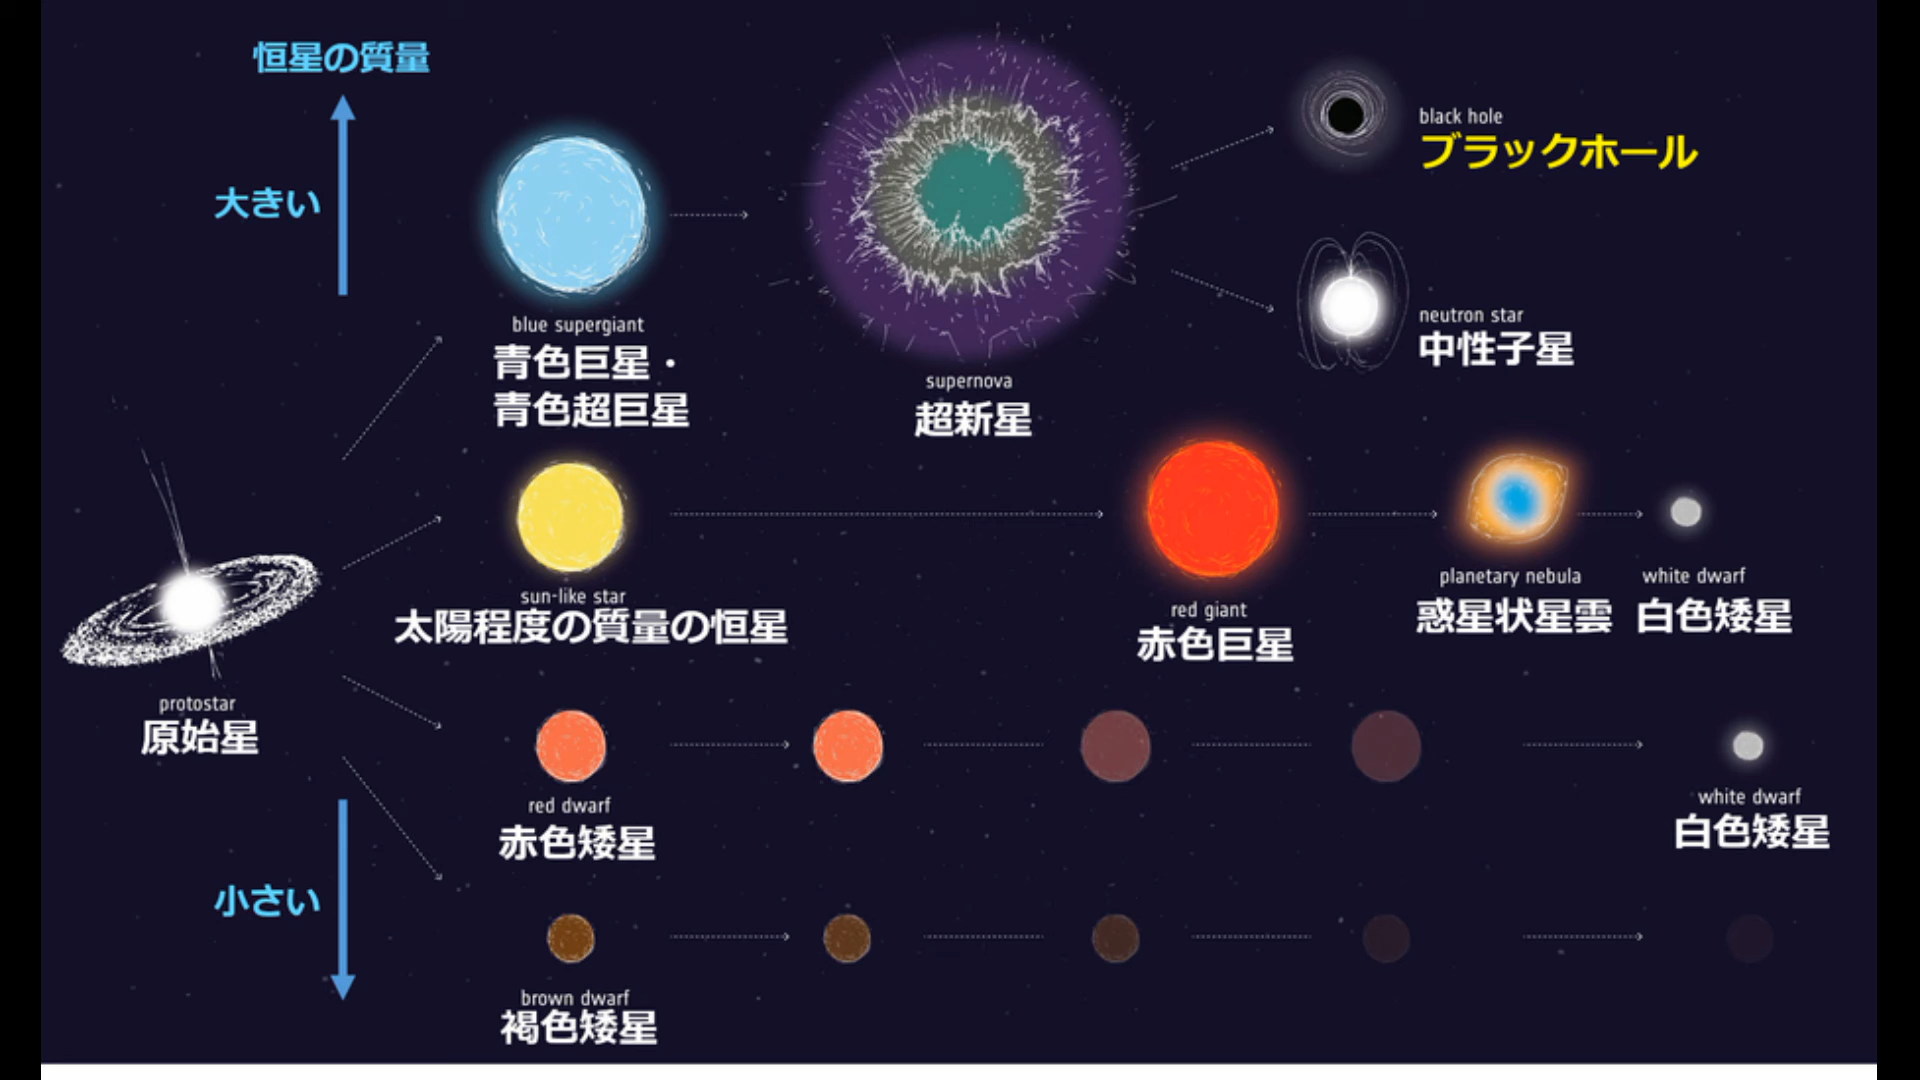 恒星の質量
大きい
black hole
ブラックホール
blue supergiant
青色巨星・
青色超巨星
supernova
超新星
neutron star
中性子星
sun-like star
太陽程度の質量の恒星
red giant
赤色巨星
planetary nebula
惑星状星雲
white dwarf
白色矮星
protostar
原始星
red dwarf
赤色矮星
white dwarf
白色矮星
小さい
brown dwarf
褐色矮星